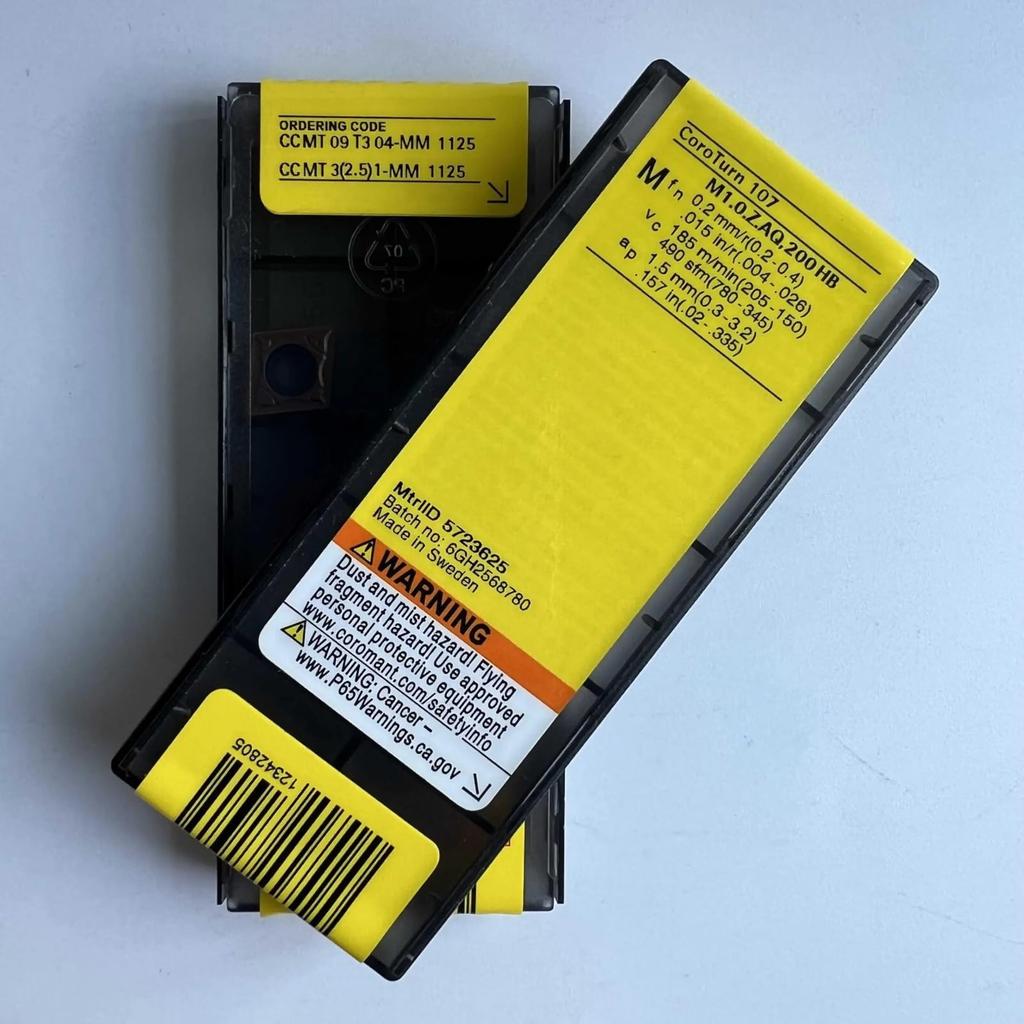 ORDERING CODE
CCMT 09 T3 04-MM 1125
CCMT 3(2.5)1-MM 1125
07
PC
CoroTurn 107
M1.0.Z.AQ,200 HB
M fn 0.2 mm/r(0.2-0.4)
.015 in/r(.004-.026)
vc 185 m/min(205-150)
490 sfm(780-345)
ap 1.5 mm(0.3-3.2)
.157 in(.02-.335)
MtrlID 5723625
Batch no: 6GH2568780
Made in Sweden
WARNING
Dust and mist hazard! Flying
fragment hazard! Use approved
personal protective equipment
www.coromant.com/safetyinfo
WARNING: Cancer –
www.P65Warnings.ca.gov
12342805